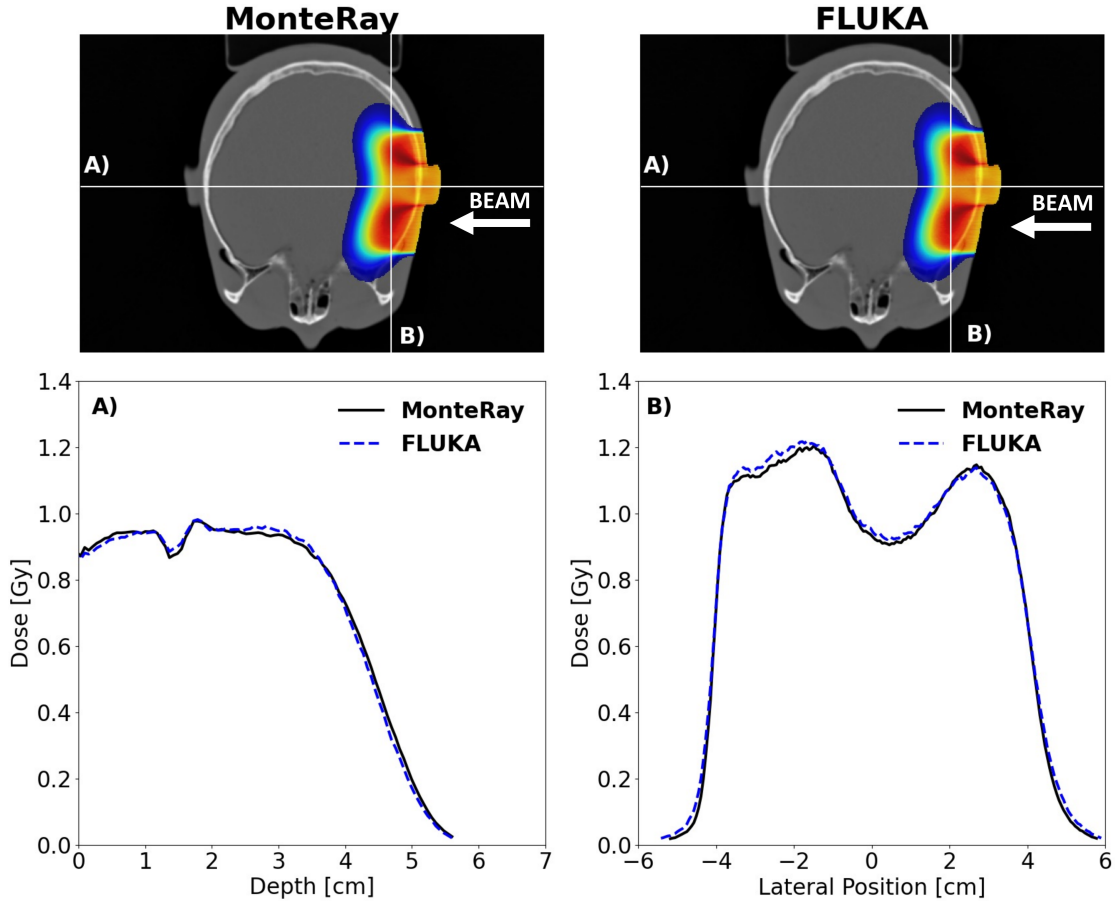 MonteRay
FLUKA
A)
BEAM
B)
A)
BEAM
B)
A)
MonteRay
FLUKA
1.4
1.2
1.0
0.8
0.6
0.4
0.2
0.0
Dose [Gy]
0 1 2 3 4 5 6 7
Depth [cm]
B)
MonteRay
FLUKA
1.4
1.2
1.0
0.8
0.6
0.4
0.2
0.0
Dose [Gy]
−6 −4 −2 0 2 4 6
Lateral Position [cm]